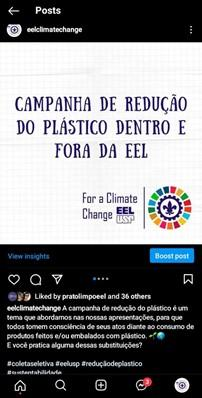 Posts
eelclimatechange
CAMPANHA DE REDUÇÃO
DO PLÁSTICO DENTRO E
FORA DA EEL
For a Climate
Change EEL
USP
View insights
Boost post
Liked by pratolimpoeel and 36 others
eelclimatechange A campanha de redução do plástico é um
tema que abordamos nas nossas apresentações, para que
todos tomem consciência de seus atos diante ao consumo de
produtos feitos e/ou embalados com plástico. 🌱🌎
E você pratica alguma dessas substituições?
#coletaseletiva #eelusp #reduçãodeplástico
#sustentabilidade
3